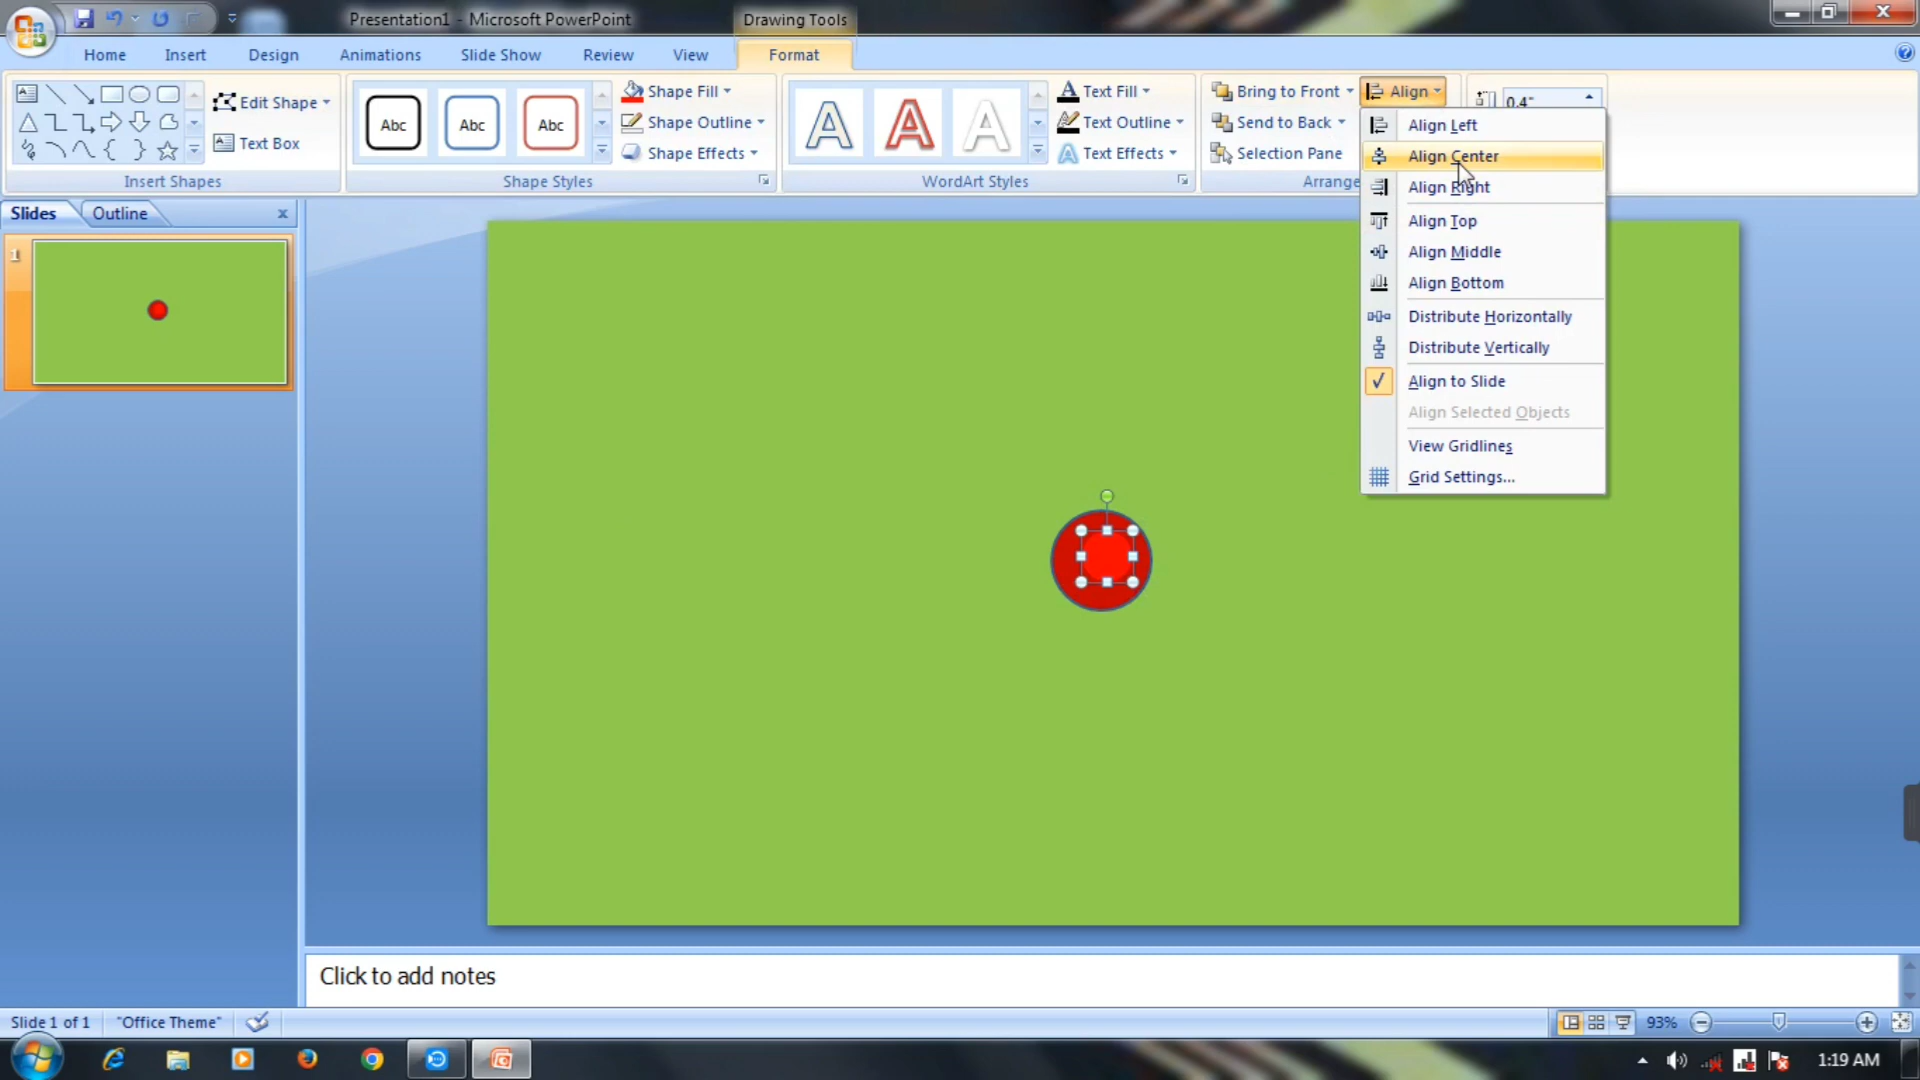 Presentation1 - Microsoft PowerPoint
Drawing Tools
Home
Insert
Design
Animations
Slide Show
Review
View
Format
Edit Shape
Text Box
Insert Shapes
Abc
Abc
Abc
Shape Fill
Shape Outline
Shape Effects
Shape Styles
A
A
A
Text Fill
Text Outline
Text Effects
WordArt Styles
Bring to Front
Send to Back
Selection Pane
Arrange
Align
0.4"
Align Left
Align Center
Align Right
Align Top
Align Middle
Align Bottom
Distribute Horizontally
Distribute Vertically
Align to Slide
Align Selected Objects
View Gridlines
Grid Settings...
Slides
Outline
x
1
Click to add notes
Slide 1 of 1
"Office Theme"
93%
1:19 AM